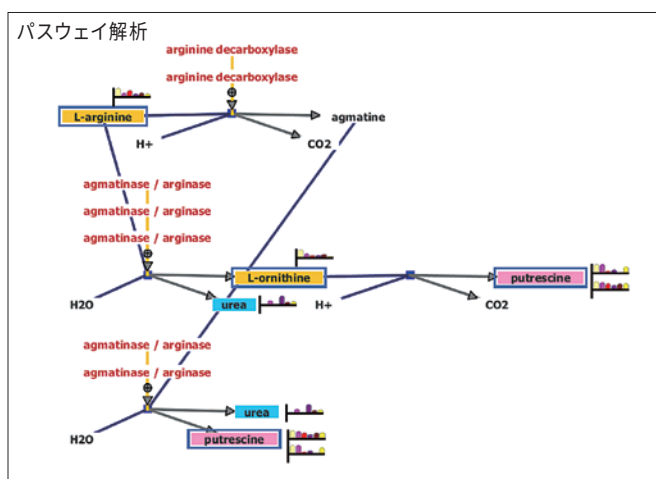 パスウェイ解析
arginine decarboxylase
arginine decarboxylase
L-arginine
agmatine
H+
CO2
agmatinase / arginase
agmatinase / arginase
agmatinase / arginase
L-ornithine
putrescine
H2O
urea
H+
CO2
agmatinase / arginase
agmatinase / arginase
urea
H2O
putrescine